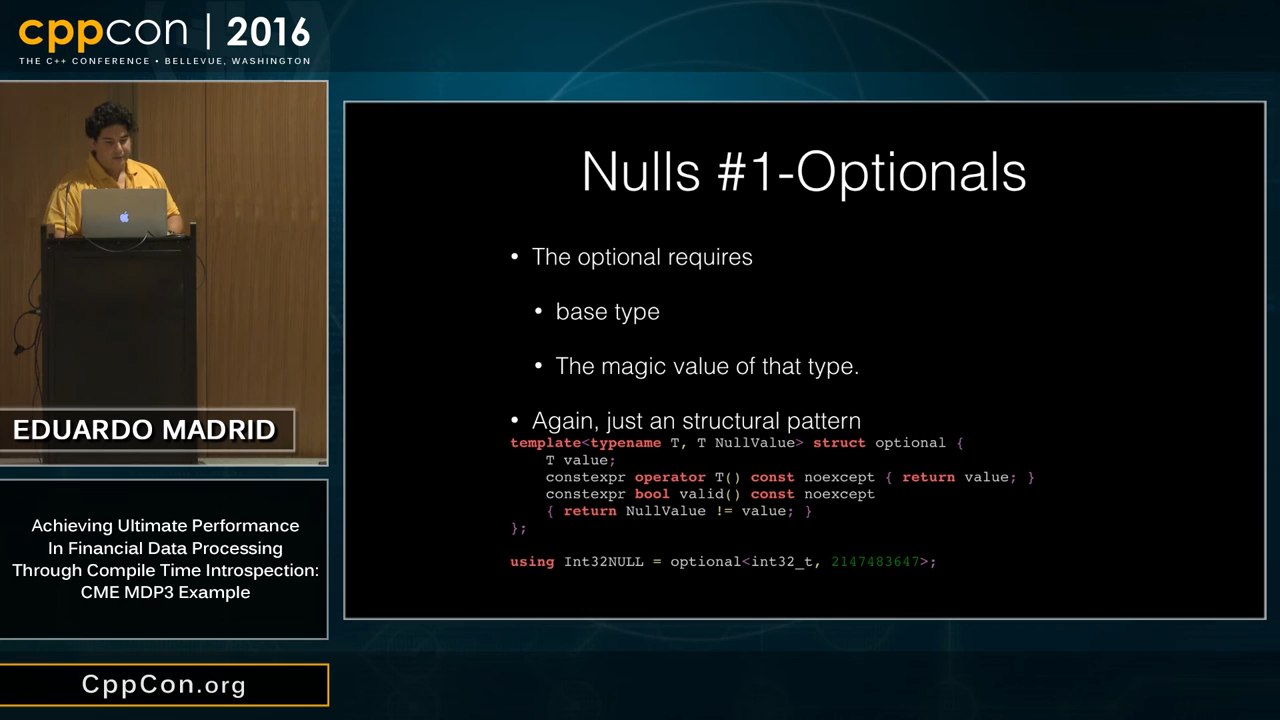 cppcon | 2016
THE C++ CONFERENCE • BELLEVUE, WASHINGTON
EDUARDO MADRID
Achieving Ultimate Performance
In Financial Data Processing
Through Compile Time Introspection:
CME MDP3 Example
CppCon.org
Nulls #1-Optionals
• The optional requires
• base type
• The magic value of that type.
• Again, just an structural pattern
template<typename T, T NullValue> struct optional {
    T value;
    constexpr operator T() const noexcept { return value; }
    constexpr bool valid() const noexcept
    { return NullValue != value; }
};
using Int32NULL = optional<int32_t, 2147483647>;